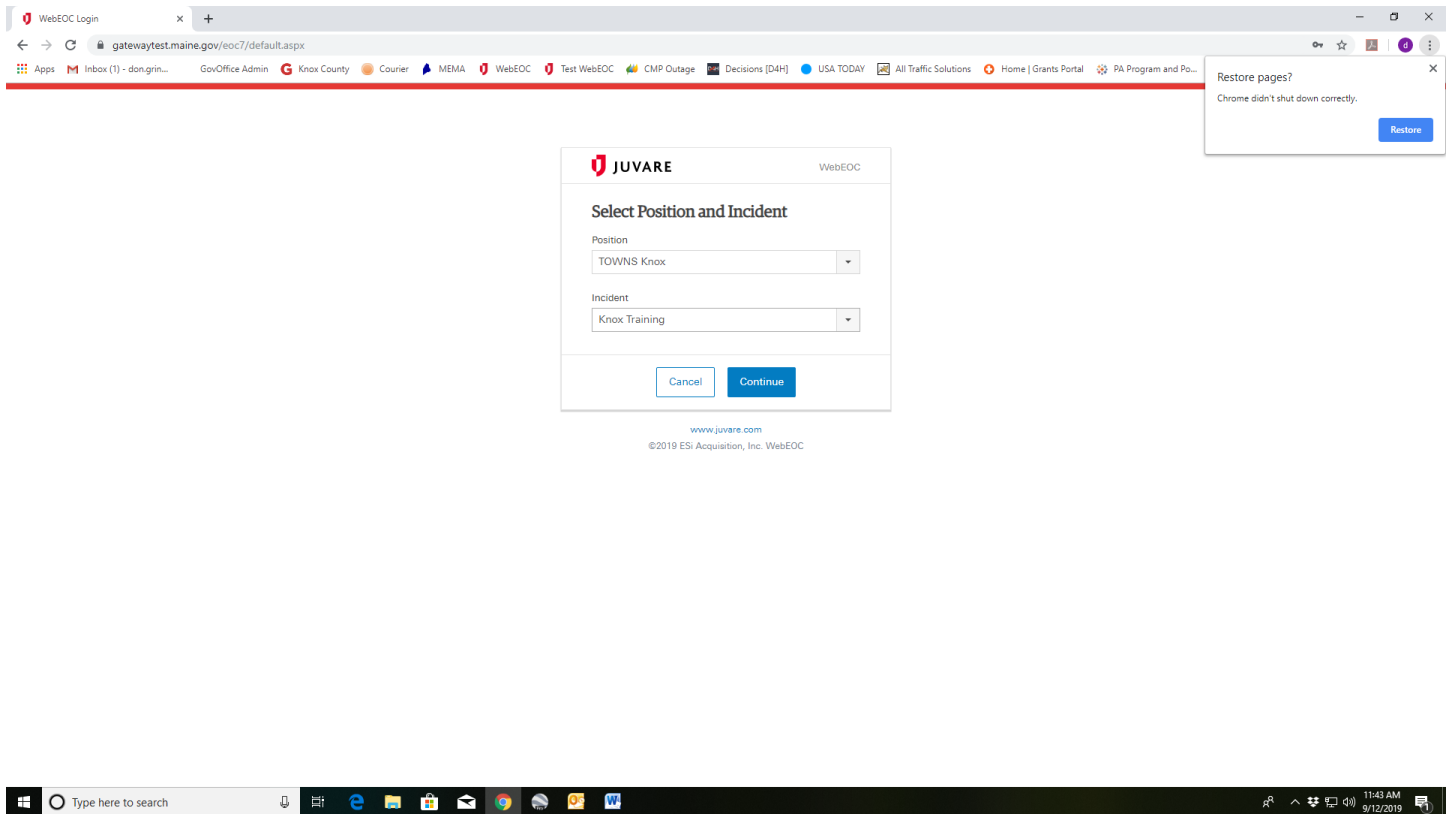 WebEOC Login
gatewaytest.maine.gov/eoc7/default.aspx
Apps Inbox (1) - don.grin... GovOffice Admin Knox County Courier MEMA WebEOC Test WebEOC CMP Outage Decisions [D4H] USA TODAY All Traffic Solutions Home | Grants Portal PA Program and Po...
d
Restore pages?
Chrome didn't shut down correctly.
Restore
JUVARE WebEOC
Select Position and Incident
Position
TOWNS Knox
Incident
Knox Training
Cancel Continue
www.juvare.com
©2019 ESi Acquisition, Inc. WebEOC
Type here to search
11:43 AM
9/12/2019
1